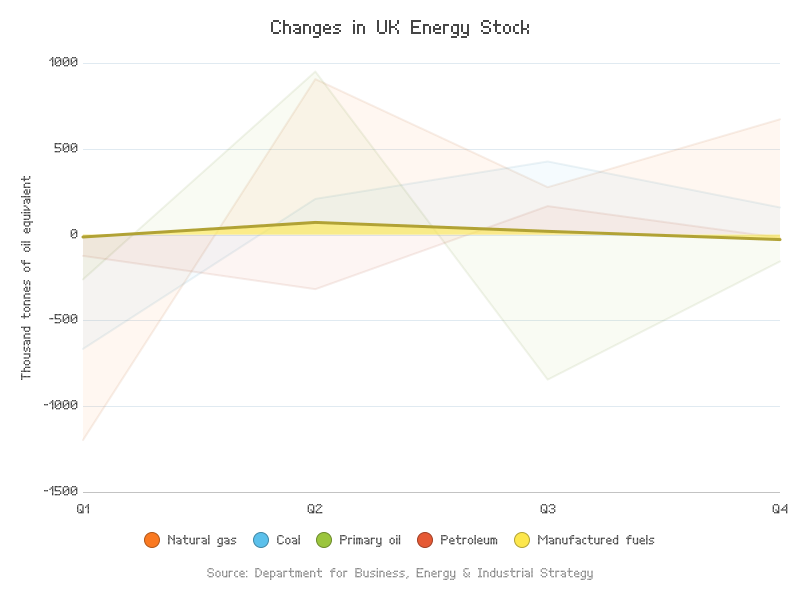 Changes in UK Energy Stock
Thousand tonnes of oil equivalent
1000
500
0
-500
-1000
-1500
Q1 Q2 Q3 Q4
Natural gas Coal Primary oil Petroleum Manufactured fuels
Source: Department for Business, Energy & Industrial Strategy